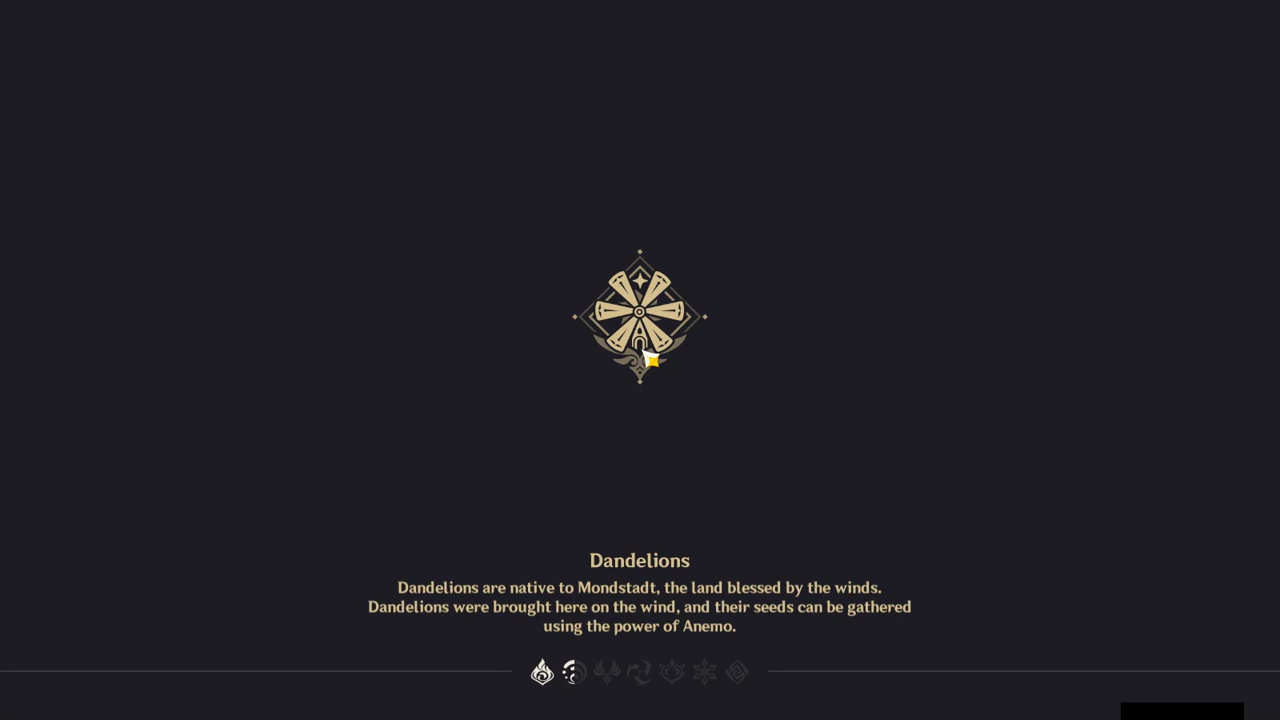 Dandelions
Dandelions are native to Mondstadt, the land blessed by the winds.
Dandelions were brought here on the wind, and their seeds can be gathered
using the power of Anemo.